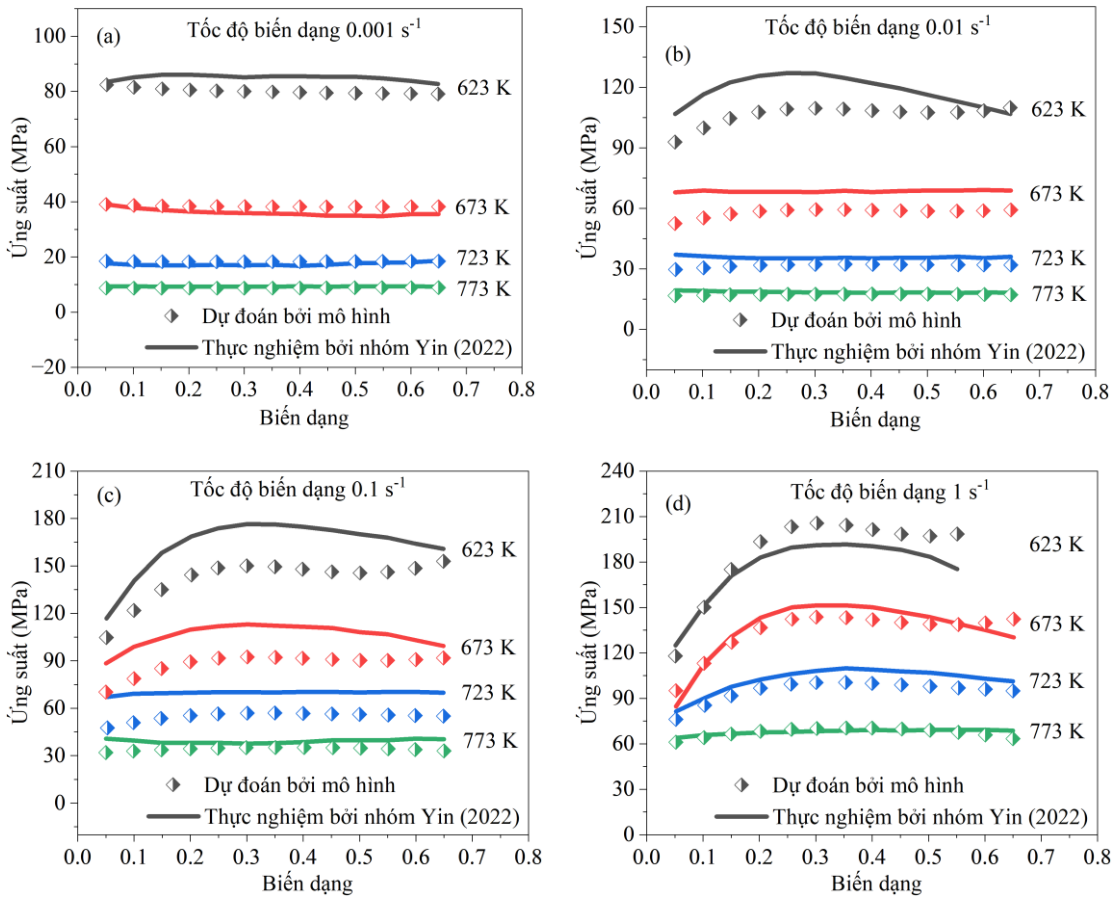 (a)
Tốc độ biến dạng 0.001 s⁻¹
100
80
60
40
20
0
−20
Ứng suất (MPa)
623 K
673 K
723 K
773 K
Dự đoán bởi mô hình
Thực nghiệm bởi nhóm Yin (2022)
0.0 0.1 0.2 0.3 0.4 0.5 0.6 0.7 0.8
Biến dạng
(b)
Tốc độ biến dạng 0.01 s⁻¹
150
120
90
60
30
0
Ứng suất (MPa)
623 K
673 K
723 K
773 K
Dự đoán bởi mô hình
Thực nghiệm bởi nhóm Yin (2022)
0.0 0.1 0.2 0.3 0.4 0.5 0.6 0.7 0.8
Biến dạng
(c)
Tốc độ biến dạng 0.1 s⁻¹
210
180
150
120
90
60
30
0
Ứng suất (MPa)
623 K
673 K
723 K
773 K
Dự đoán bởi mô hình
Thực nghiệm bởi nhóm Yin (2022)
0.0 0.1 0.2 0.3 0.4 0.5 0.6 0.7 0.8
Biến dạng
(d)
Tốc độ biến dạng 1 s⁻¹
240
210
180
150
120
90
60
30
0
Ứng suất (MPa)
623 K
673 K
723 K
773 K
Dự đoán bởi mô hình
Thực nghiệm bởi nhóm Yin (2022)
0.0 0.1 0.2 0.3 0.4 0.5 0.6 0.7 0.8
Biến dạng